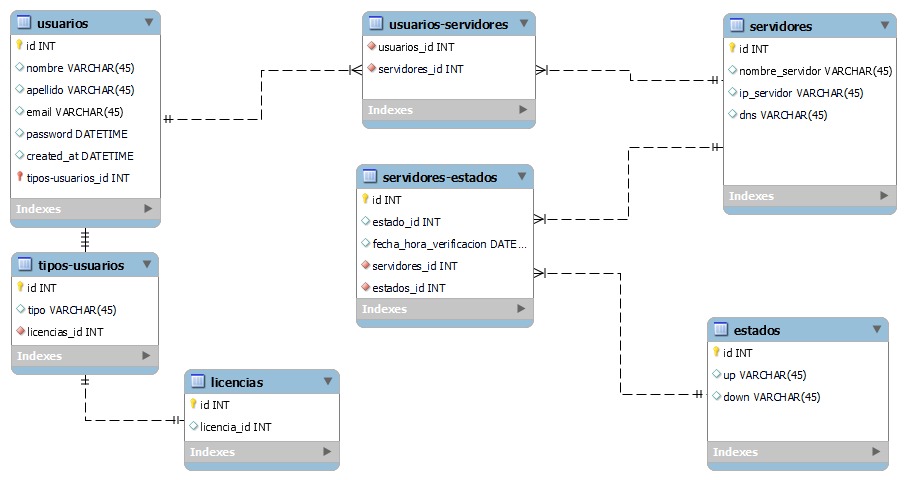 usuarios
id INT
nombre VARCHAR(45)
apellido VARCHAR(45)
email VARCHAR(45)
password DATETIME
created_at DATETIME
tipos-usuarios_id INT
Indexes
tipos-usuarios
id INT
tipo VARCHAR(45)
licencias_id INT
Indexes
licencias
id INT
licencia_id INT
Indexes
usuarios-servidores
usuarios_id INT
servidores_id INT
Indexes
servidores-estados
id INT
estado_id INT
fecha_hora_verificacion DATE...
servidores_id INT
estados_id INT
Indexes
servidores
id INT
nombre_servidor VARCHAR(45)
ip_servidor VARCHAR(45)
dns VARCHAR(45)
Indexes
estados
id INT
up VARCHAR(45)
down VARCHAR(45)
Indexes